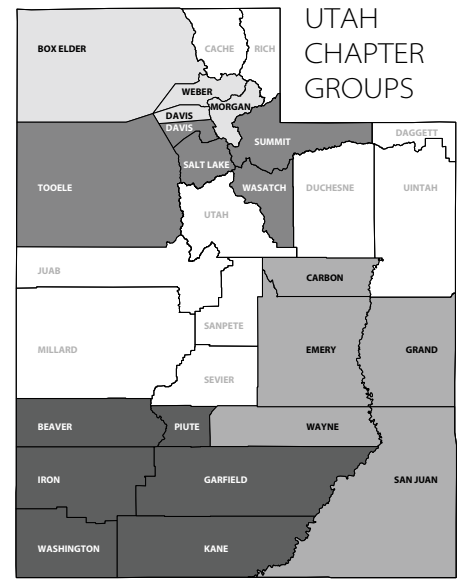 UTAH
CHAPTER
GROUPS
BOX ELDER
CACHE
RICH
WEBER
MORGAN
DAVIS
DAVIS
SUMMIT
DAGGETT
SALT LAKE
TOOELE
WASATCH
DUCHESNE
UINTAH
UTAH
JUAB
CARBON
SANPETE
MILLARD
EMERY
GRAND
SEVIER
BEAVER
PIUTE
WAYNE
IRON
GARFIELD
SAN JUAN
WASHINGTON
KANE